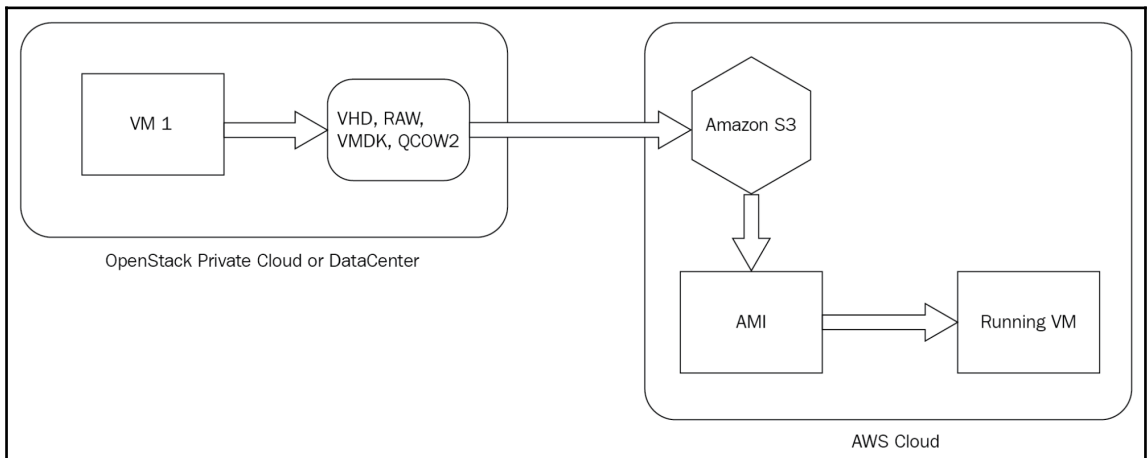 VM 1
VHD, RAW,
VMDK, QCOW2
Amazon S3
OpenStack Private Cloud or DataCenter
AMI
Running VM
AWS Cloud